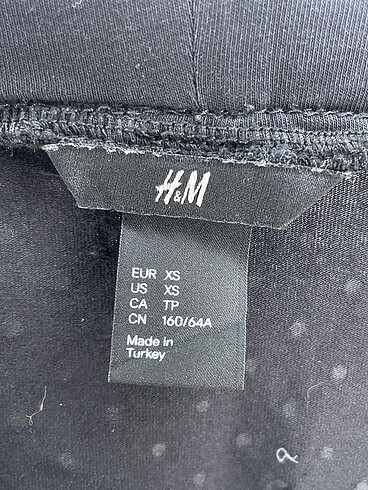 H&M
EUR XS
US XS
CA TP
CN 160/64A
Made in
Turkey